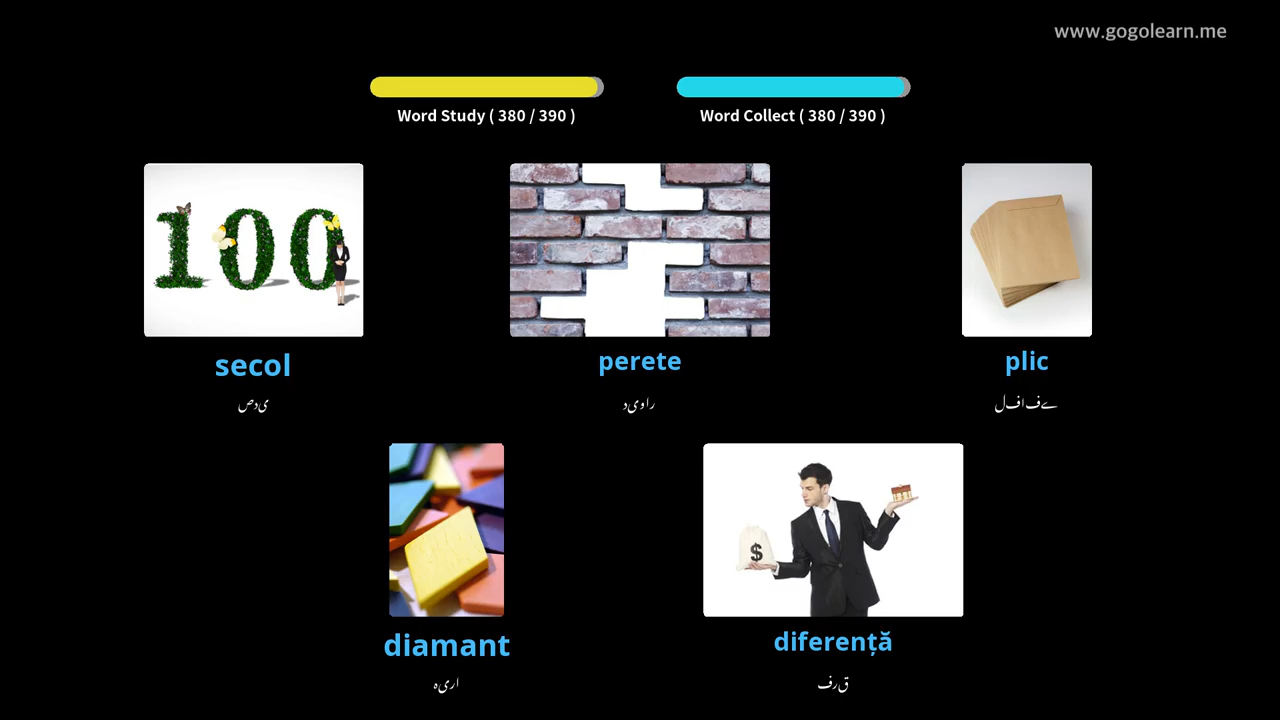 www.gogolearn.me
Word Study ( 380 / 390 )
Word Collect ( 380 / 390 )
secol
صدی
perete
دیوار
plic
لفافے
diamant
ہیرا
diferență
فرق